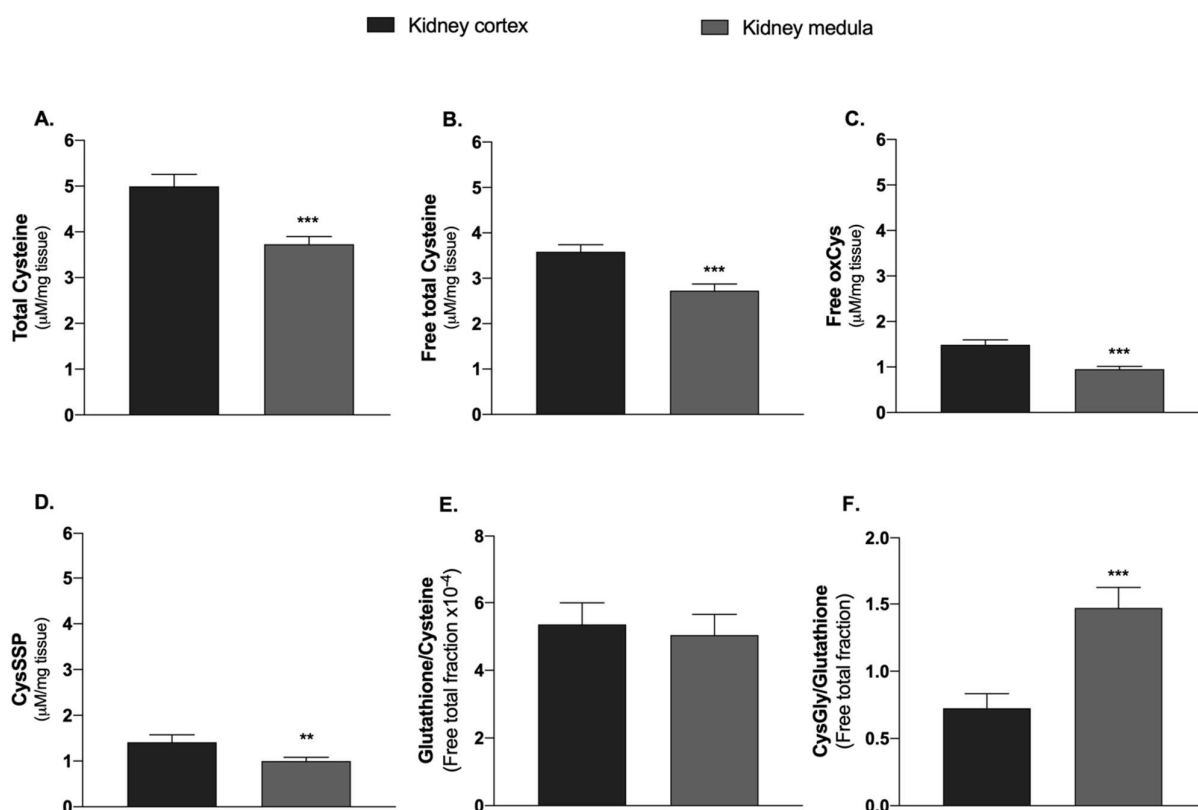 Kidney cortex
Kidney medula
A.
Total Cysteine
(µM/mg tissue)
6
5
4
3
2
1
0
***
B.
Free total Cysteine
(µM/mg tissue)
6
5
4
3
2
1
0
***
C.
Free oxCys
(µM/mg tissue)
6
5
4
3
2
1
0
***
D.
CysSSP
(µM/mg tissue)
6
5
4
3
2
1
0
**
E.
Glutathione/Cysteine
(Free total fraction x10⁻⁴)
8
6
4
2
0
F.
CysGly/Glutathione
(Free total fraction)
2.0
1.5
1.0
0.5
0.0
***